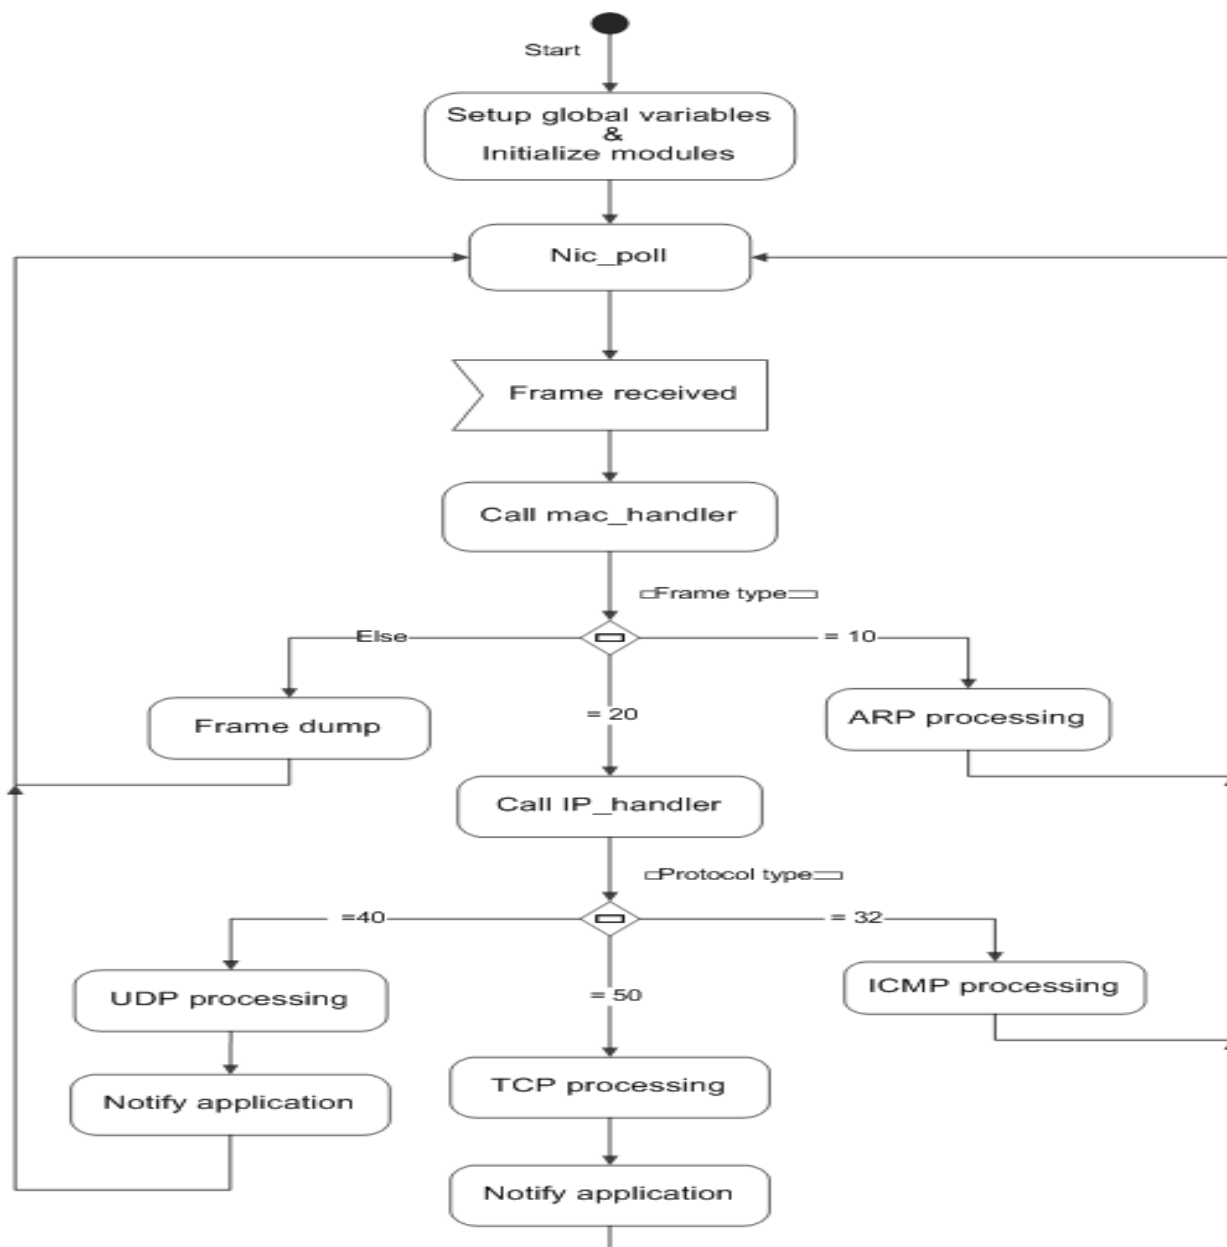 Start
Setup global variables
&
Initialize modules
Nic_poll
Frame received
Call mac_handler
Frame type
Else
= 10
Frame dump
= 20
ARP processing
Call IP_handler
Protocol type
=40
= 32
UDP processing
= 50
ICMP processing
Notify application
TCP processing
Notify application